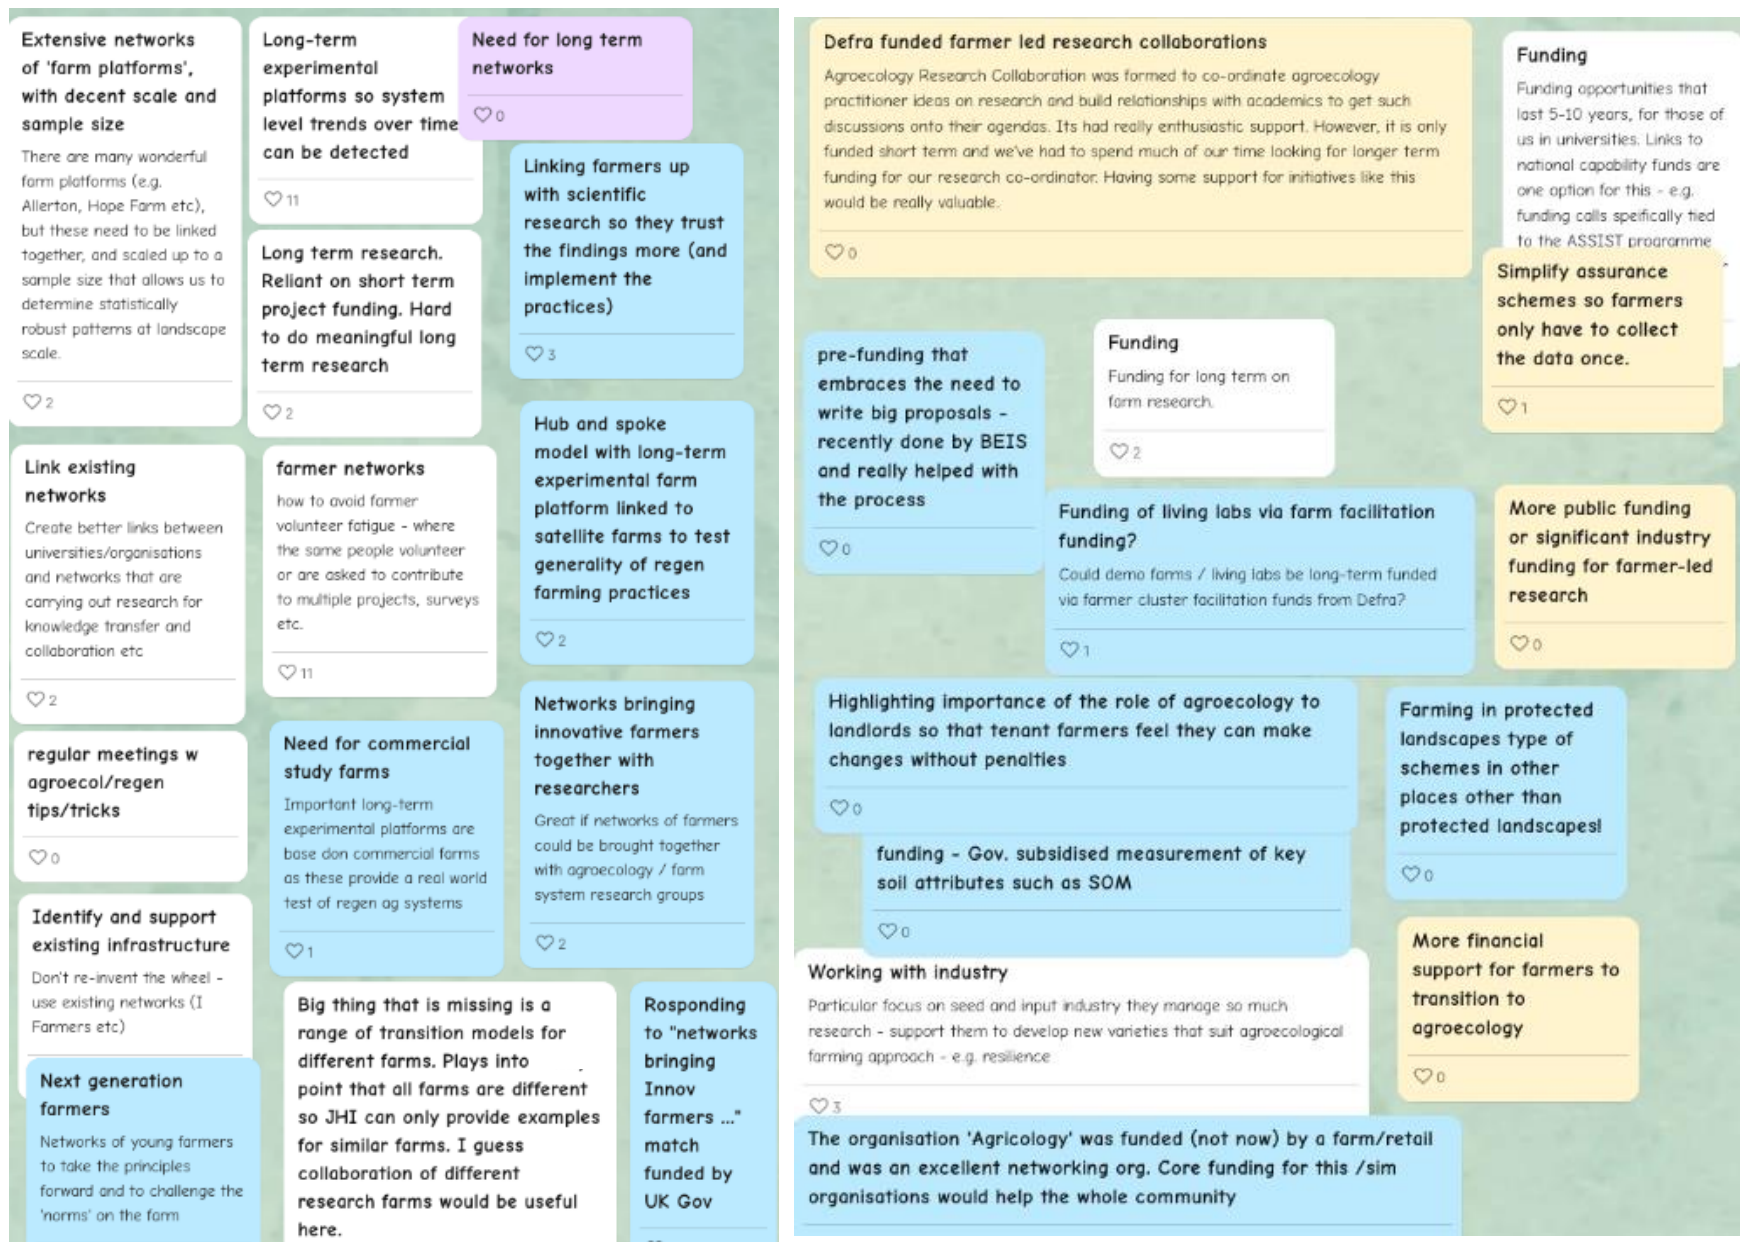 Extensive networks
of 'farm platforms',
with decent scale and
sample size
There are many wonderful
farm platforms (e.g.
Allerton, Hope Farm etc),
but these need to be linked
together, and scaled up to a
sample size that allows us to
determine statistically
robust patterns at landscape
scale.
2
Link existing
networks
Create better links between
universities/organisations
and networks that are
carrying out research for
knowledge transfer and
collaboration etc
2
regular meetings w
agroecol/regen
tips/tricks
0
Identify and support
existing infrastructure
Don't re-invent the wheel -
use existing networks (I
Farmers etc)
Next generation
farmers
Networks of young farmers
to take the principles
forward and to challenge the
'norms' on the farm
Long-term
experimental
platforms so system
level trends over time
can be detected
11
Long term research.
Reliant on short term
project funding. Hard
to do meaningful long
term research
2
farmer networks
how to avoid farmer
volunteer fatigue - where
the same people volunteer
or are asked to contribute
to multiple projects, surveys
etc.
11
Need for commercial
study farms
Important long-term
experimental platforms are
base don commercial farms
as these provide a real world
test of regen ag systems
1
Big thing that is missing is a
range of transition models for
different farms. Plays into
point that all farms are different
so JHI can only provide examples
for similar farms. I guess
collaboration of different
research farms would be useful
here.
Need for long term
networks
0
Linking farmers up
with scientific
research so they trust
the findings more (and
implement the
practices)
3
Hub and spoke
model with long-term
experimental farm
platform linked to
satellite farms to test
generality of regen
farming practices
2
Networks bringing
innovative farmers
together with
researchers
Great if networks of farmers
could be brought together
with agroecology / farm
system research groups
2
Rosponding
to "networks
bringing
Innov
farmers ..."
match
funded by
UK Gov
Defra funded farmer led research collaborations
Agroecology Research Collaboration was formed to co-ordinate agroecology
practitioner ideas on research and build relationships with academics to get such
discussions onto their agendas. Its had really enthusiastic support. However, it is only
funded short term and we've had to spend much of our time looking for longer term
funding for our research co-ordinator. Having some support for initiatives like this
would be really valuable.
0
Funding
Funding opportunities that
last 5-10 years, for those of
us in universities. Links to
national capability funds are
one option for this - e.g.
funding calls speifically tied
to the ASSIST programme
Simplify assurance
schemes so farmers
only have to collect
the data once.
1
pre-funding that
embraces the need to
write big proposals -
recently done by BEIS
and really helped with
the process
0
Funding
Funding for long term on
farm research.
2
Funding of living labs via farm facilitation
funding?
Could demo farms / living labs be long-term funded
via farmer cluster facilitation funds from Defra?
1
More public funding
or significant industry
funding for farmer-led
research
0
Highlighting importance of the role of agroecology to
landlords so that tenant farmers feel they can make
changes without penalties
0
Farming in protected
landscapes type of
schemes in other
places other than
protected landscapes!
0
funding - Gov. subsidised measurement of key
soil attributes such as SOM
0
Working with industry
Particular focus on seed and input industry they manage so much
research - support them to develop new varieties that suit agroecological
farming approach - e.g. resilience
3
More financial
support for farmers to
transition to
agroecology
0
The organisation 'Agricology' was funded (not now) by a farm/retail
and was an excellent networking org. Core funding for this /sim
organisations would help the whole community